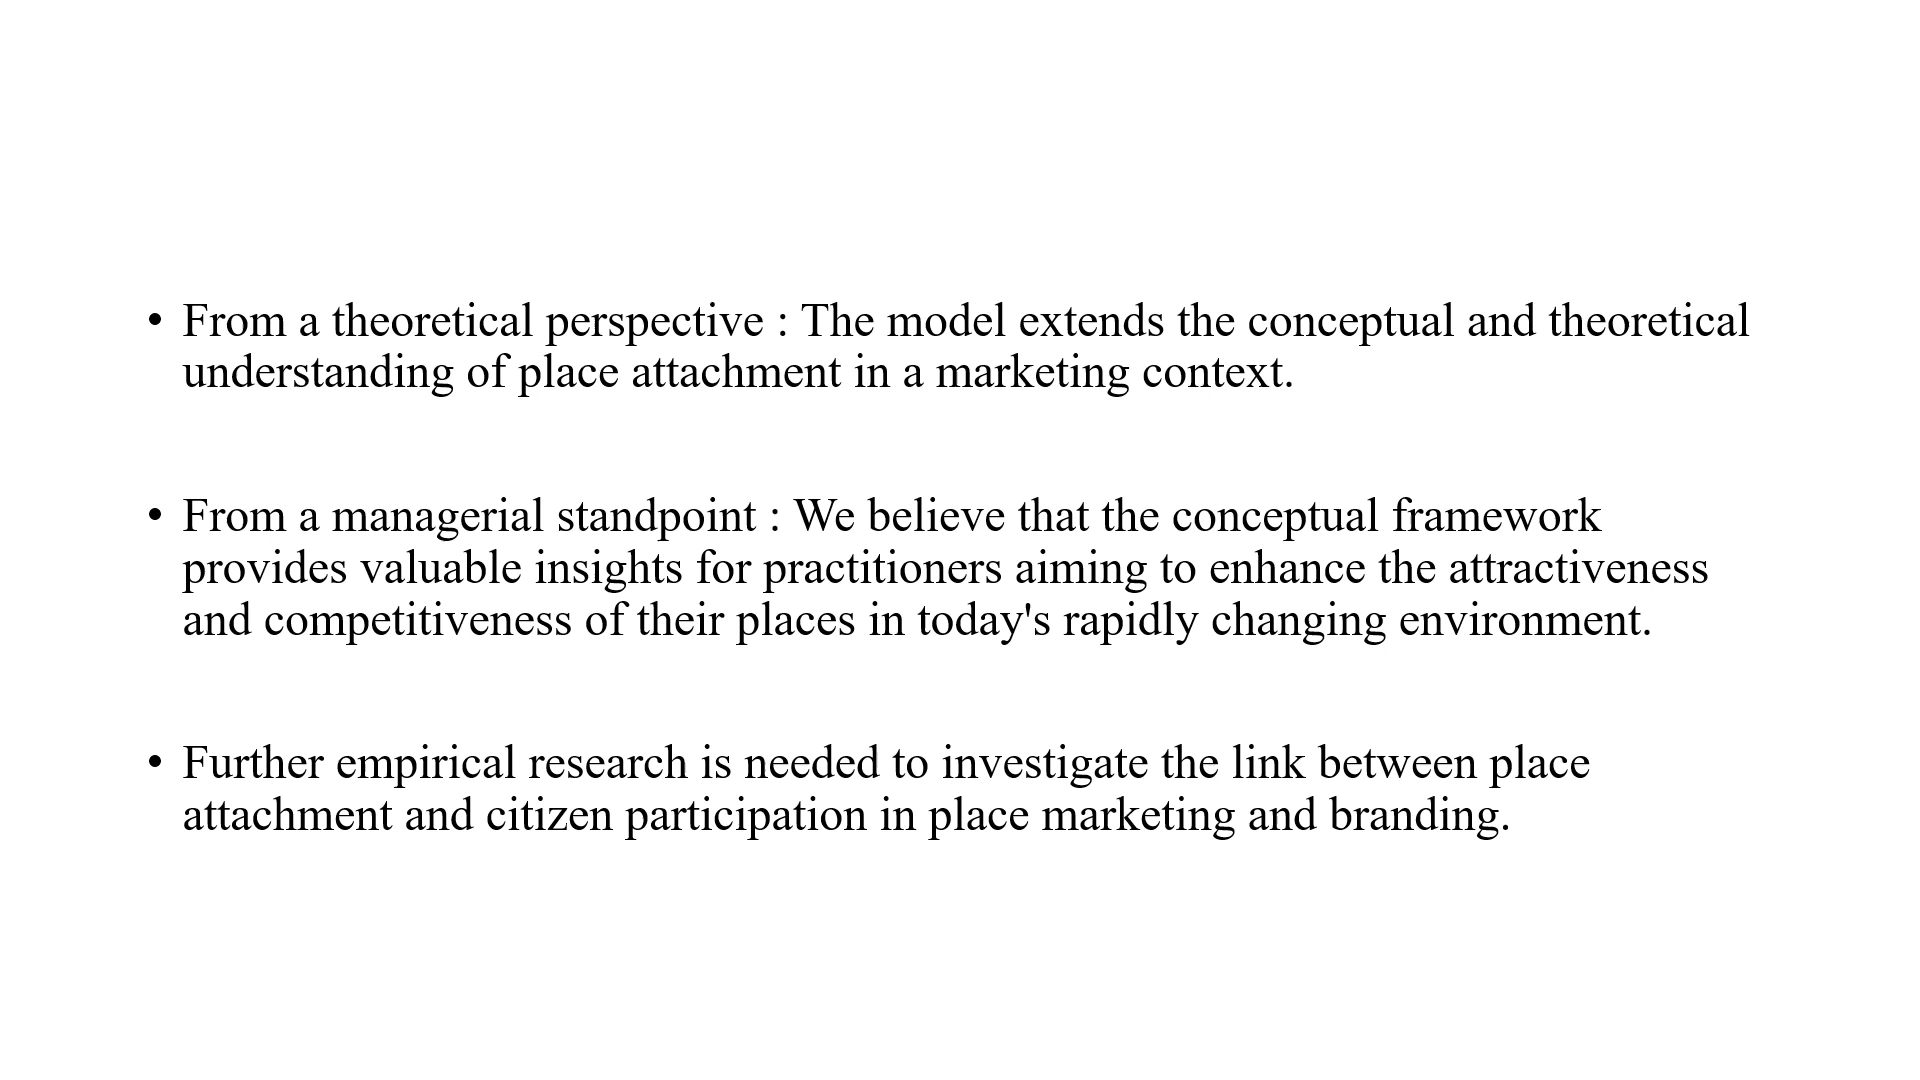 • From a theoretical perspective : The model extends the conceptual and theoretical
understanding of place attachment in a marketing context.
• From a managerial standpoint : We believe that the conceptual framework
provides valuable insights for practitioners aiming to enhance the attractiveness
and competitiveness of their places in today's rapidly changing environment.
• Further empirical research is needed to investigate the link between place
attachment and citizen participation in place marketing and branding.